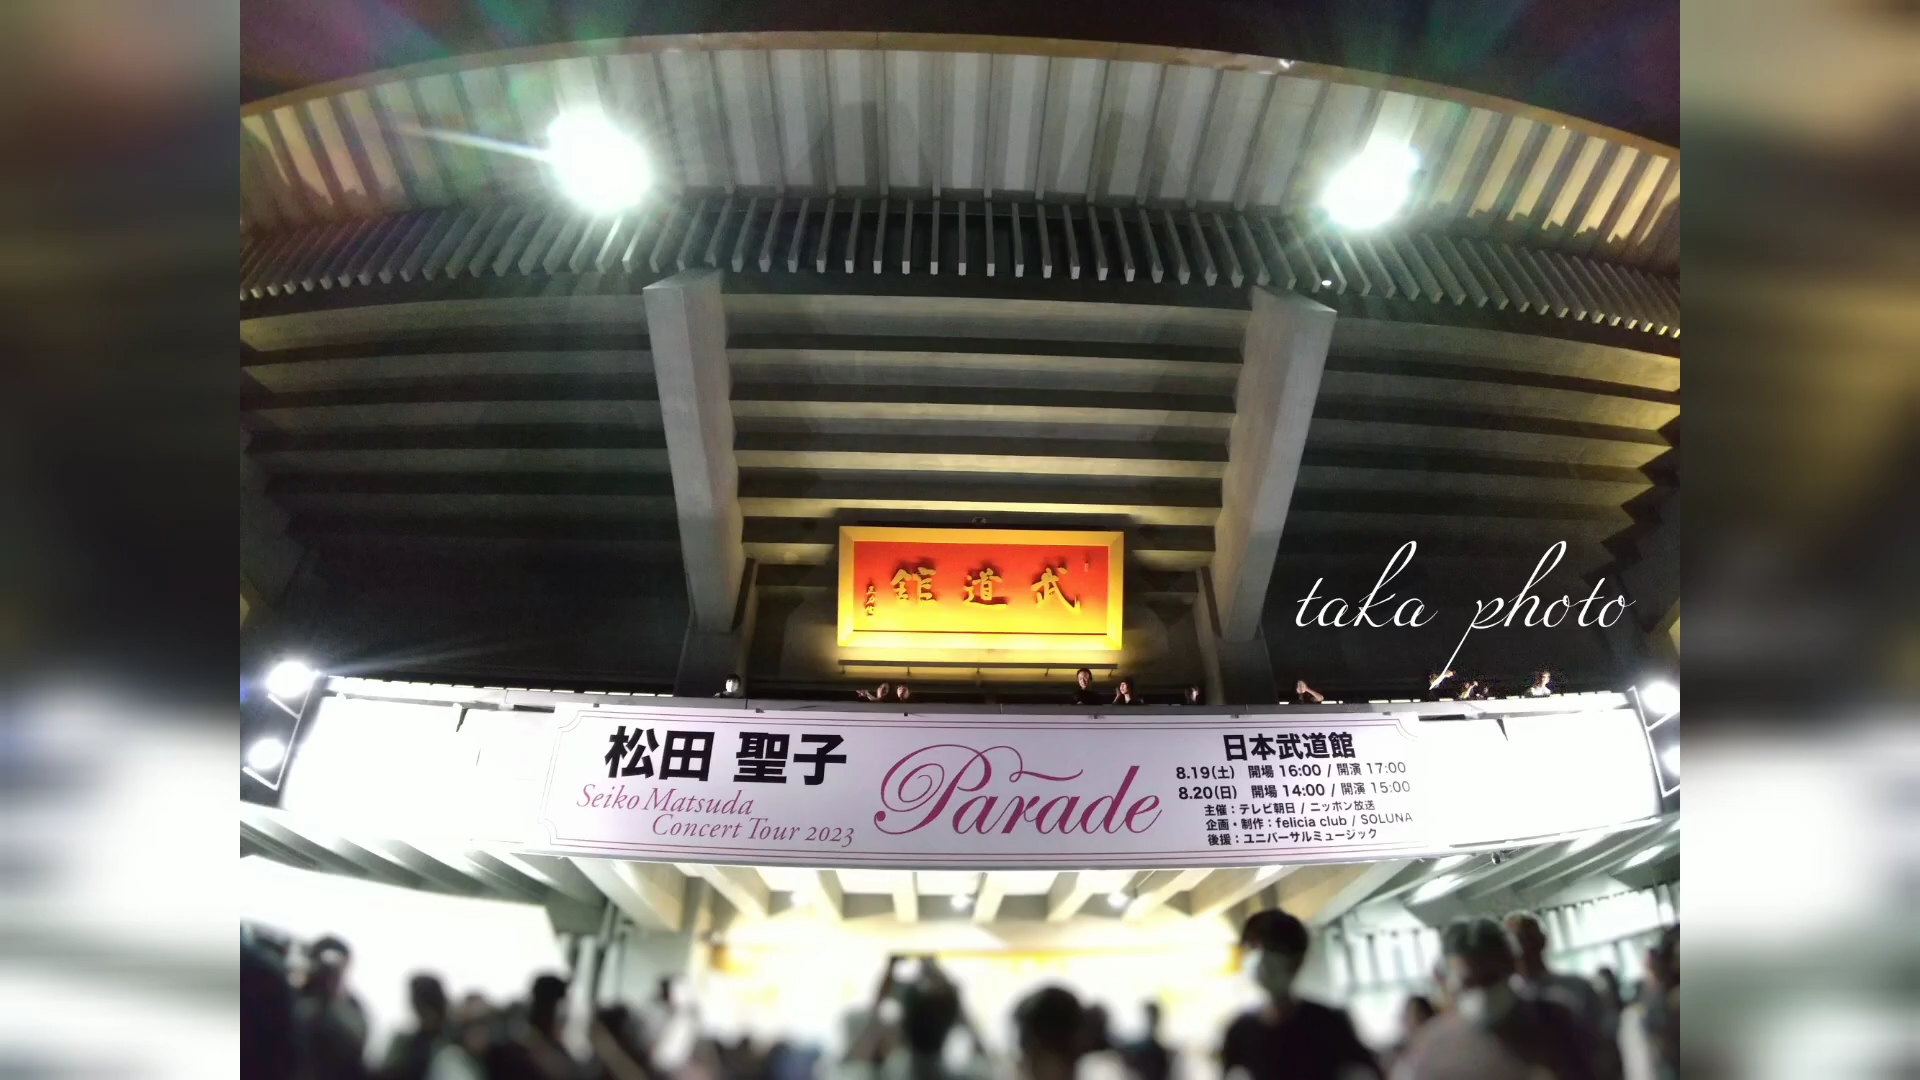 武道館
taka photo
松田 聖子
Seiko Matsuda
Concert Tour 2023
Parade
日本武道館
8.19(土) 開場 16:00 / 開演 17:00
8.20(日) 開場 14:00 / 開演 15:00
主催：テレビ朝日 / ニッポン放送
企画・制作：felicia club / SOLUNA
後援：ユニバーサルミュージック